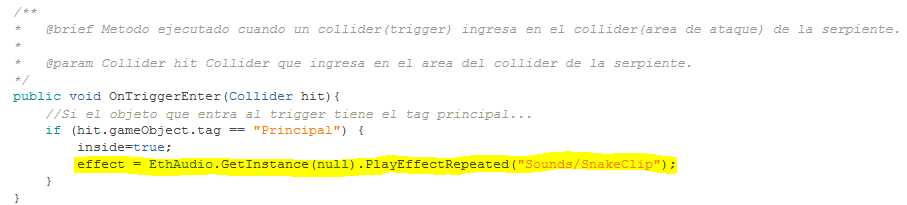 /**
*   @brief Metodo ejecutado cuando un collider(trigger) ingresa en el collider(area de ataque) de la serpiente.
*
*   @param Collider hit Collider que ingresa en el area del collider de la serpiente.
*/
public void OnTriggerEnter(Collider hit){
    //Si el objeto que entra al trigger tiene el tag principal...
    if (hit.gameObject.tag == "Principal") {
        inside=true;
        effect = EthAudio.GetInstance(null).PlayEffectRepeated("Sounds/SnakeClip");
    }
}